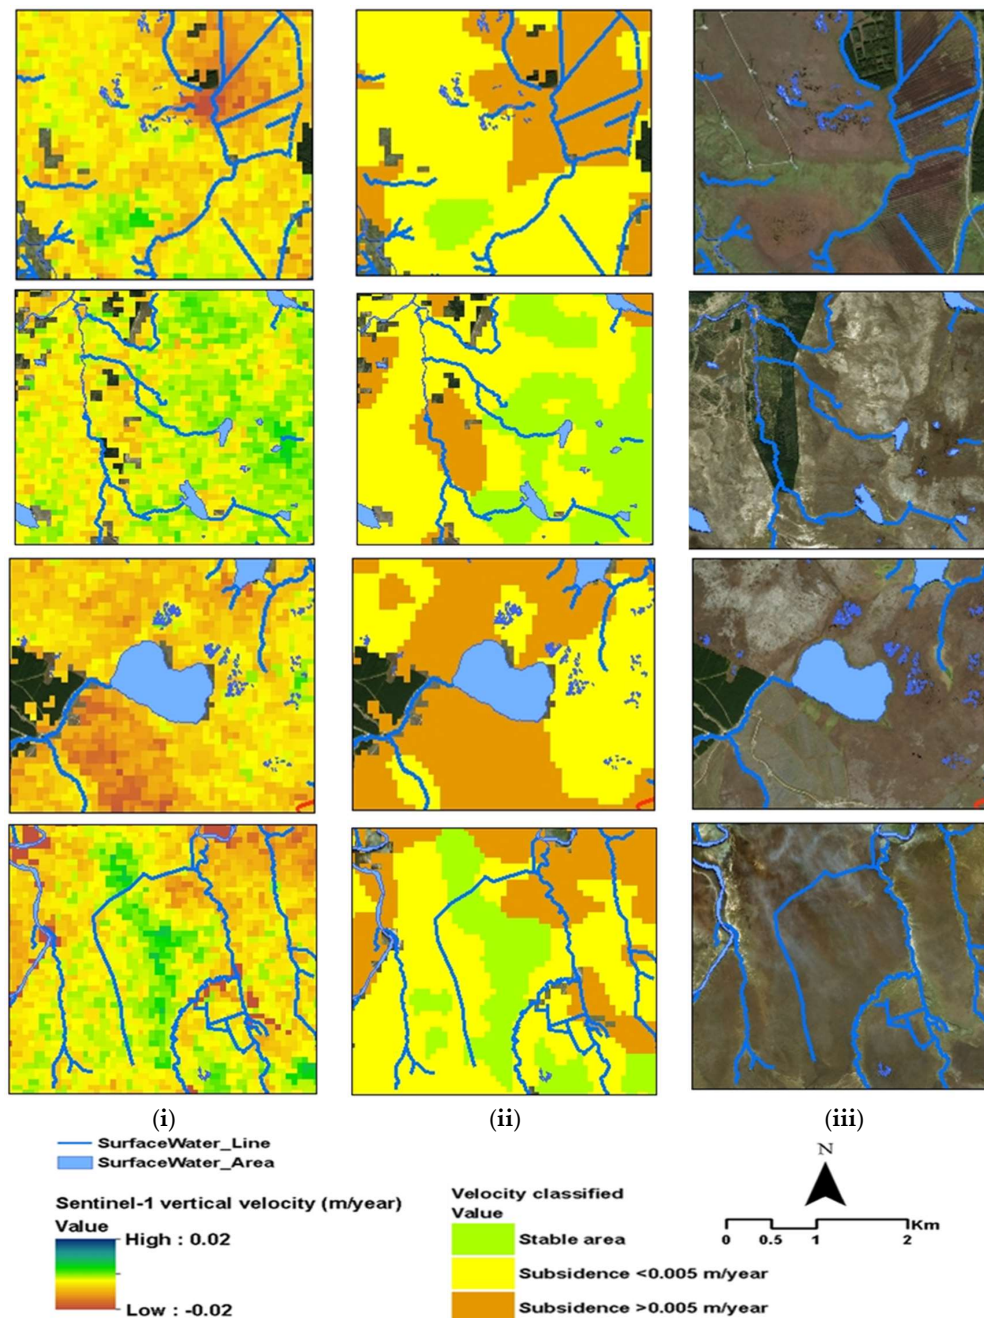 (i) (ii) (iii)
SurfaceWater_Line
SurfaceWater_Area
Sentinel-1 vertical velocity (m/year)
Value
High : 0.02
Low : -0.02
Velocity classified
Value
Stable area
Subsidence <0.005 m/year
Subsidence >0.005 m/year
N
Km
0 0.5 1 2